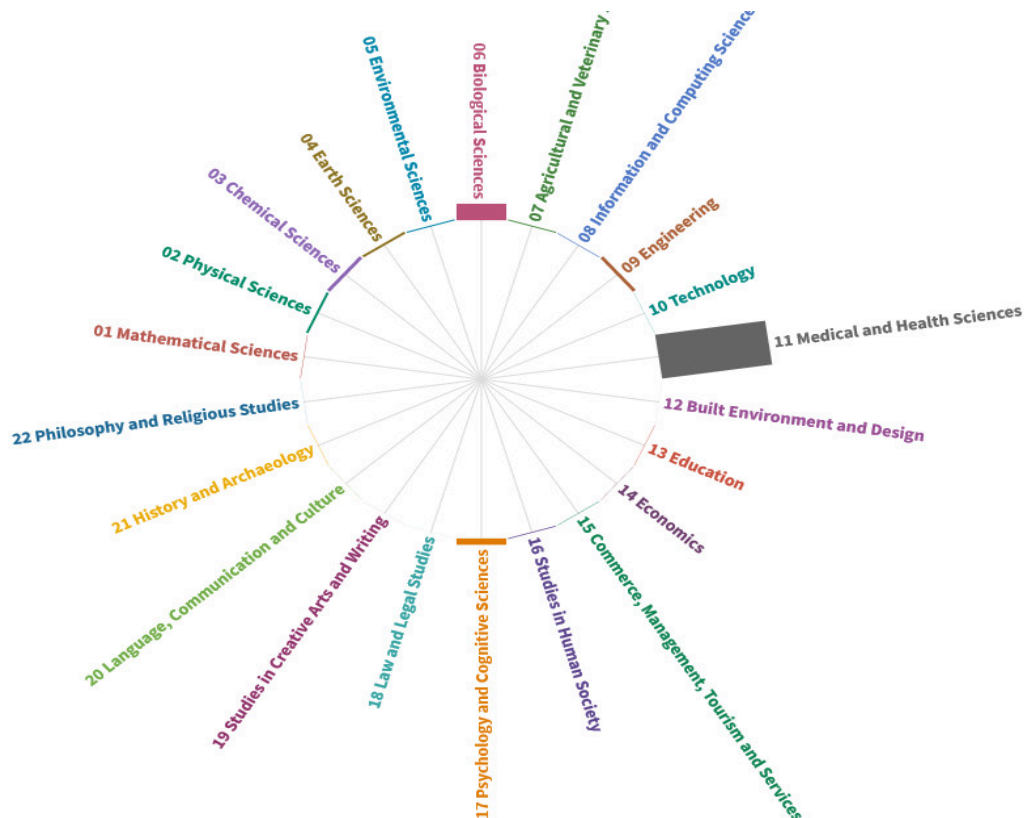 01 Mathematical Sciences
02 Physical Sciences
03 Chemical Sciences
04 Earth Sciences
05 Environmental Sciences
06 Biological Sciences
07 Agricultural and Veterinary
08 Information and Computing Science
09 Engineering
10 Technology
11 Medical and Health Sciences
12 Built Environment and Design
13 Education
14 Economics
15 Commerce, Management, Tourism and Services
16 Studies in Human Society
17 Psychology and Cognitive Sciences
18 Law and Legal Studies
19 Studies in Creative Arts and Writing
20 Language, Communication and Culture
21 History and Archaeology
22 Philosophy and Religious Studies